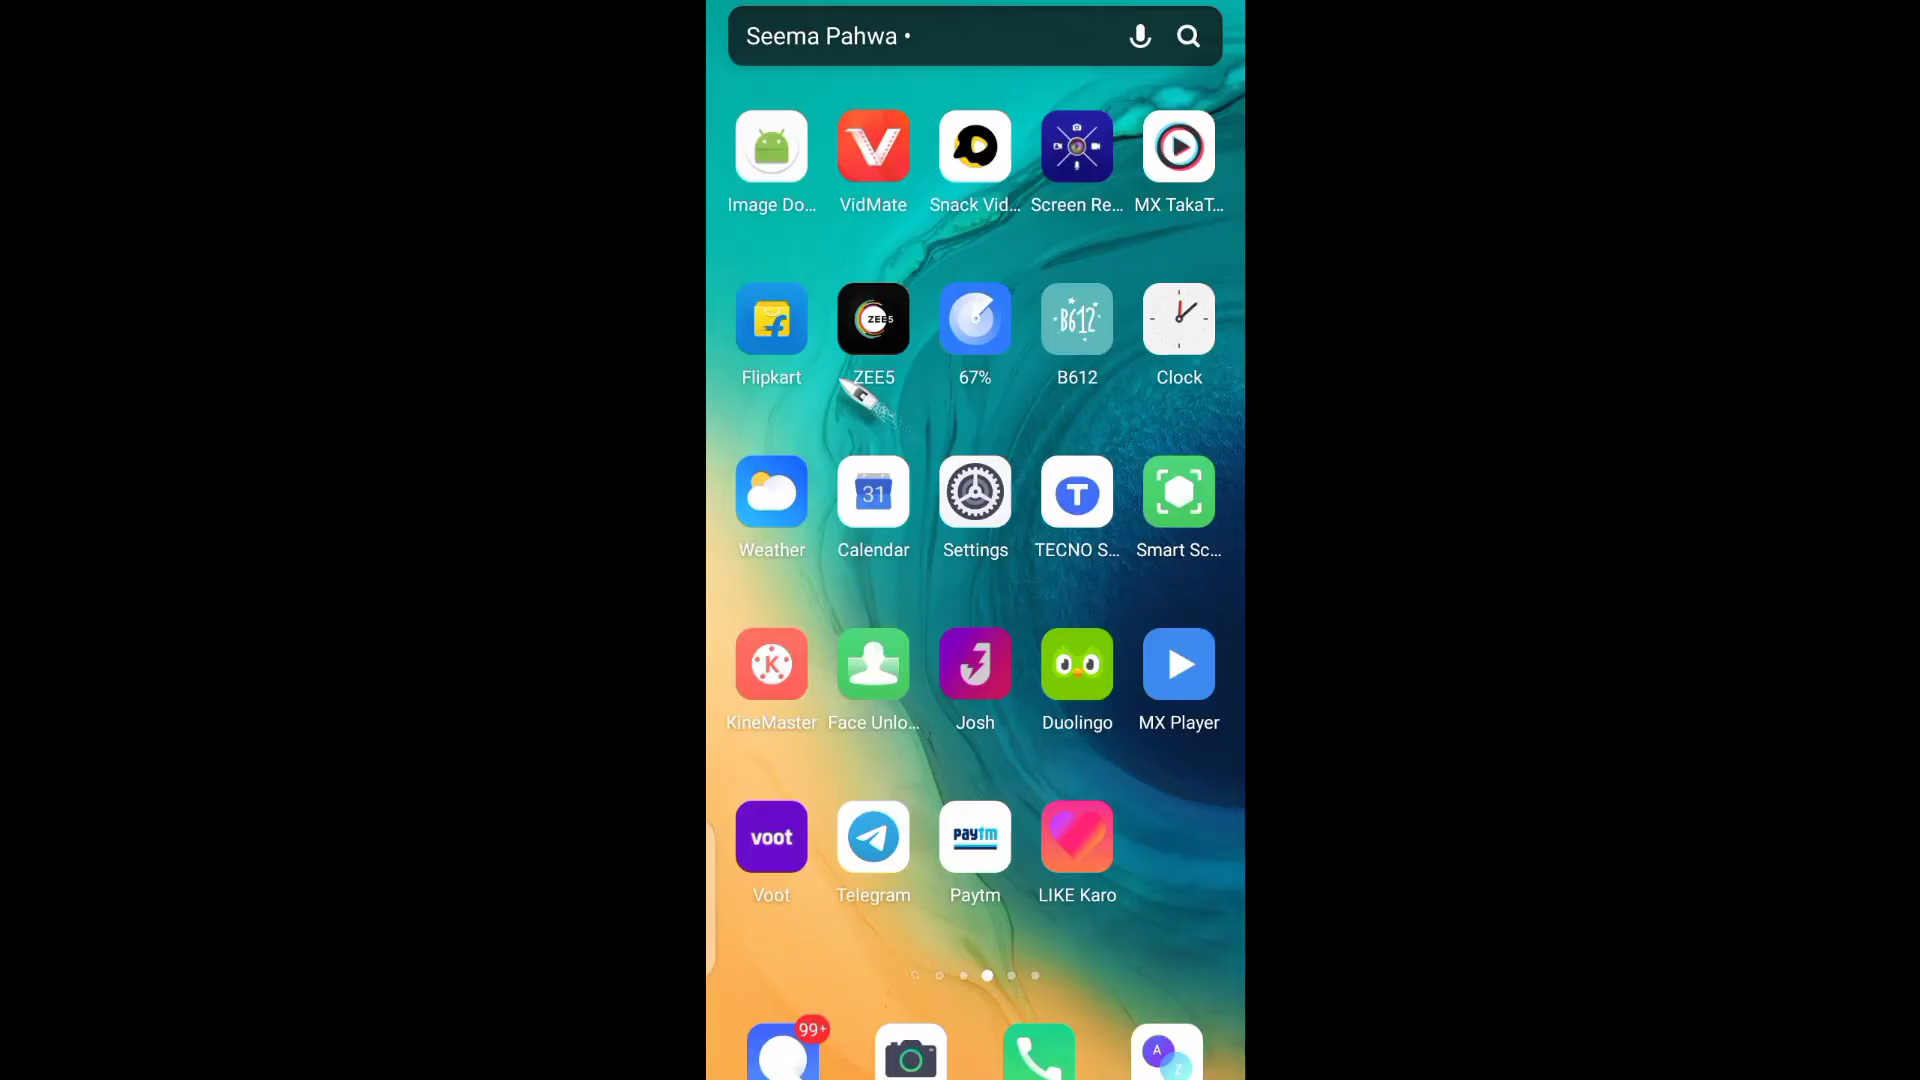 Seema Pahwa •
V
Image Do... VidMate Snack Vid... Screen Re... MX TakaT...
f ZEE5 B612
Flipkart ZEE5 67% B612 Clock
31 T
Weather Calendar Settings TECNO S... Smart Sc...
K J
KineMaster Face Unlo... Josh Duolingo MX Player
voot paytm
Voot Telegram Paytm LIKE Karo
99+
A
Z